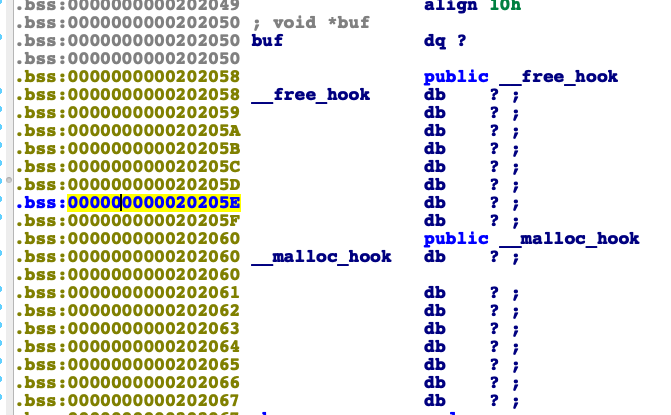 .bss:0000000000202049 align 10h
.bss:0000000000202050 ; void *buf
.bss:0000000000202050 buf dq ?
.bss:0000000000202050
.bss:0000000000202058 public __free_hook
.bss:0000000000202058 __free_hook db ? ;
.bss:0000000000202059 db ? ;
.bss:000000000020205A db ? ;
.bss:000000000020205B db ? ;
.bss:000000000020205C db ? ;
.bss:000000000020205D db ? ;
.bss:000000000020205E db ? ;
.bss:000000000020205F db ? ;
.bss:0000000000202060 public __malloc_hook
.bss:0000000000202060 __malloc_hook db ? ;
.bss:0000000000202060
.bss:0000000000202061 db ? ;
.bss:0000000000202062 db ? ;
.bss:0000000000202063 db ? ;
.bss:0000000000202064 db ? ;
.bss:0000000000202065 db ? ;
.bss:0000000000202066 db ? ;
.bss:0000000000202067 db ? ;